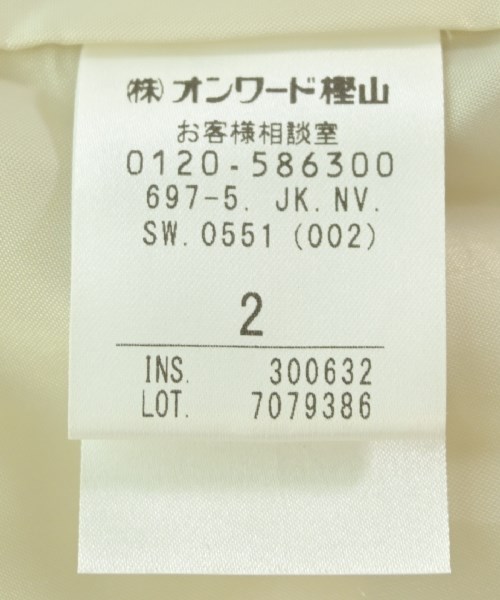 ㈱オンワード樫山
お客様相談室
0120-586300
697-5. JK. NV.
SW. 0551 (002)
2
INS. 300632
LOT. 7079386